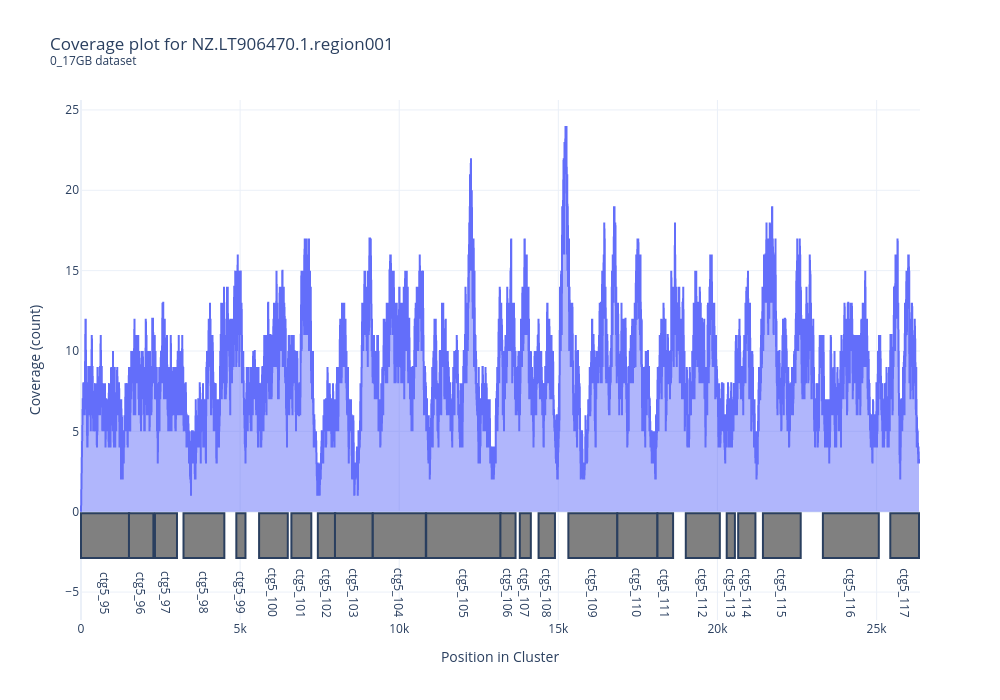 Coverage plot for NZ.LT906470.1.region001
0_17GB dataset
25
20
15
10
5
0
−5
Coverage (count)
ctg5_95
ctg5_96
ctg5_97
ctg5_98
ctg5_99
ctg5_100
ctg5_101
ctg5_102
ctg5_103
ctg5_104
ctg5_105
ctg5_106
ctg5_107
ctg5_108
ctg5_109
ctg5_110
ctg5_111
ctg5_112
ctg5_113
ctg5_114
ctg5_115
ctg5_116
ctg5_117
0
5k
10k
15k
20k
25k
Position in Cluster